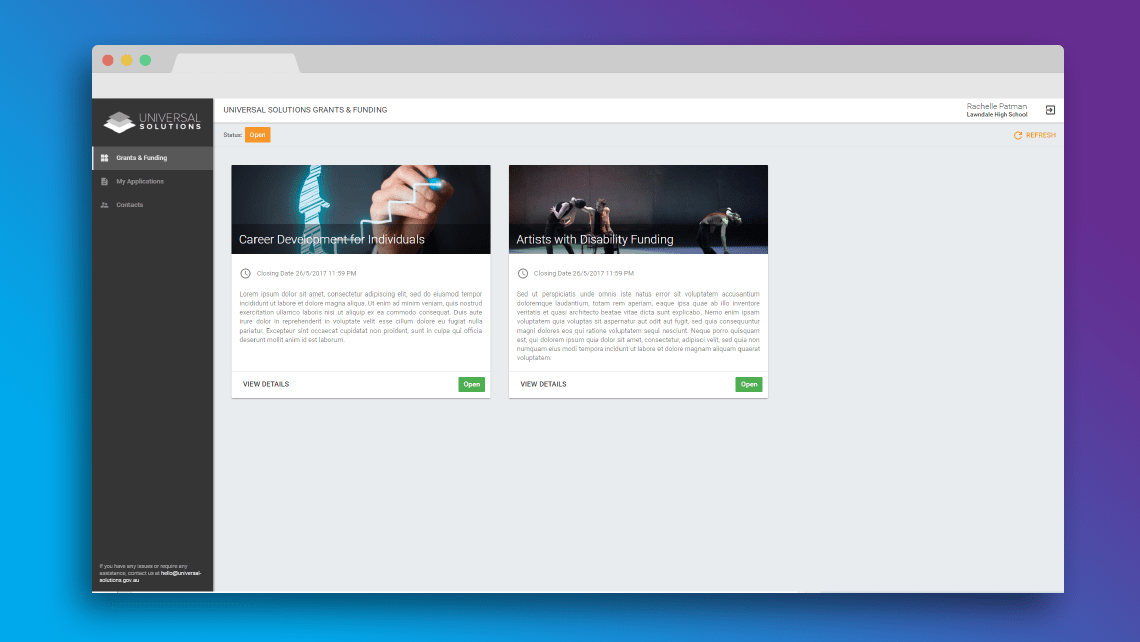 UNIVERSAL
SOLUTIONS
UNIVERSAL SOLUTIONS GRANTS & FUNDING
Rachelle Patman
Lawndale High School
Status: Open
REFRESH
Grants & Funding
My Applications
Contacts
Career Development for Individuals
Closing Date 26/5/2017 11:59 PM
Lorem ipsum dolor sit amet, consectetur adipiscing elit, sed do eiusmod tempor
incididunt ut labore et dolore magna aliqua. Ut enim ad minim veniam, quis nostrud
exercitation ullamco laboris nisi ut aliquip ex ea commodo consequat. Duis aute
irure dolor in reprehenderit in voluptate velit esse cillum dolore eu fugiat nulla
pariatur. Excepteur sint occaecat cupidatat non proident, sunt in culpa qui officia
deserunt mollit anim id est laborum.
VIEW DETAILS
Open
Artists with Disability Funding
Closing Date 26/5/2017 11:59 PM
Sed ut perspiciatis unde omnis iste natus error sit voluptatem accusantium
doloremque laudantium, totam rem aperiam, eaque ipsa quae ab illo inventore
veritatis et quasi architecto beatae vitae dicta sunt explicabo. Nemo enim ipsam
voluptatem quia voluptas sit aspernatur aut odit aut fugit, sed quia consequuntur
magni dolores eos qui ratione voluptatem sequi nesciunt. Neque porro quisquam
est, qui dolorem ipsum quia dolor sit amet, consectetur, adipisci velit, sed quia non
numquam eius modi tempora incidunt ut labore et dolore magnam aliquam quaerat
voluptatem.
VIEW DETAILS
Open
If you have any issues or require any
assistance, contact us at hello@universal-
solutions.gov.au